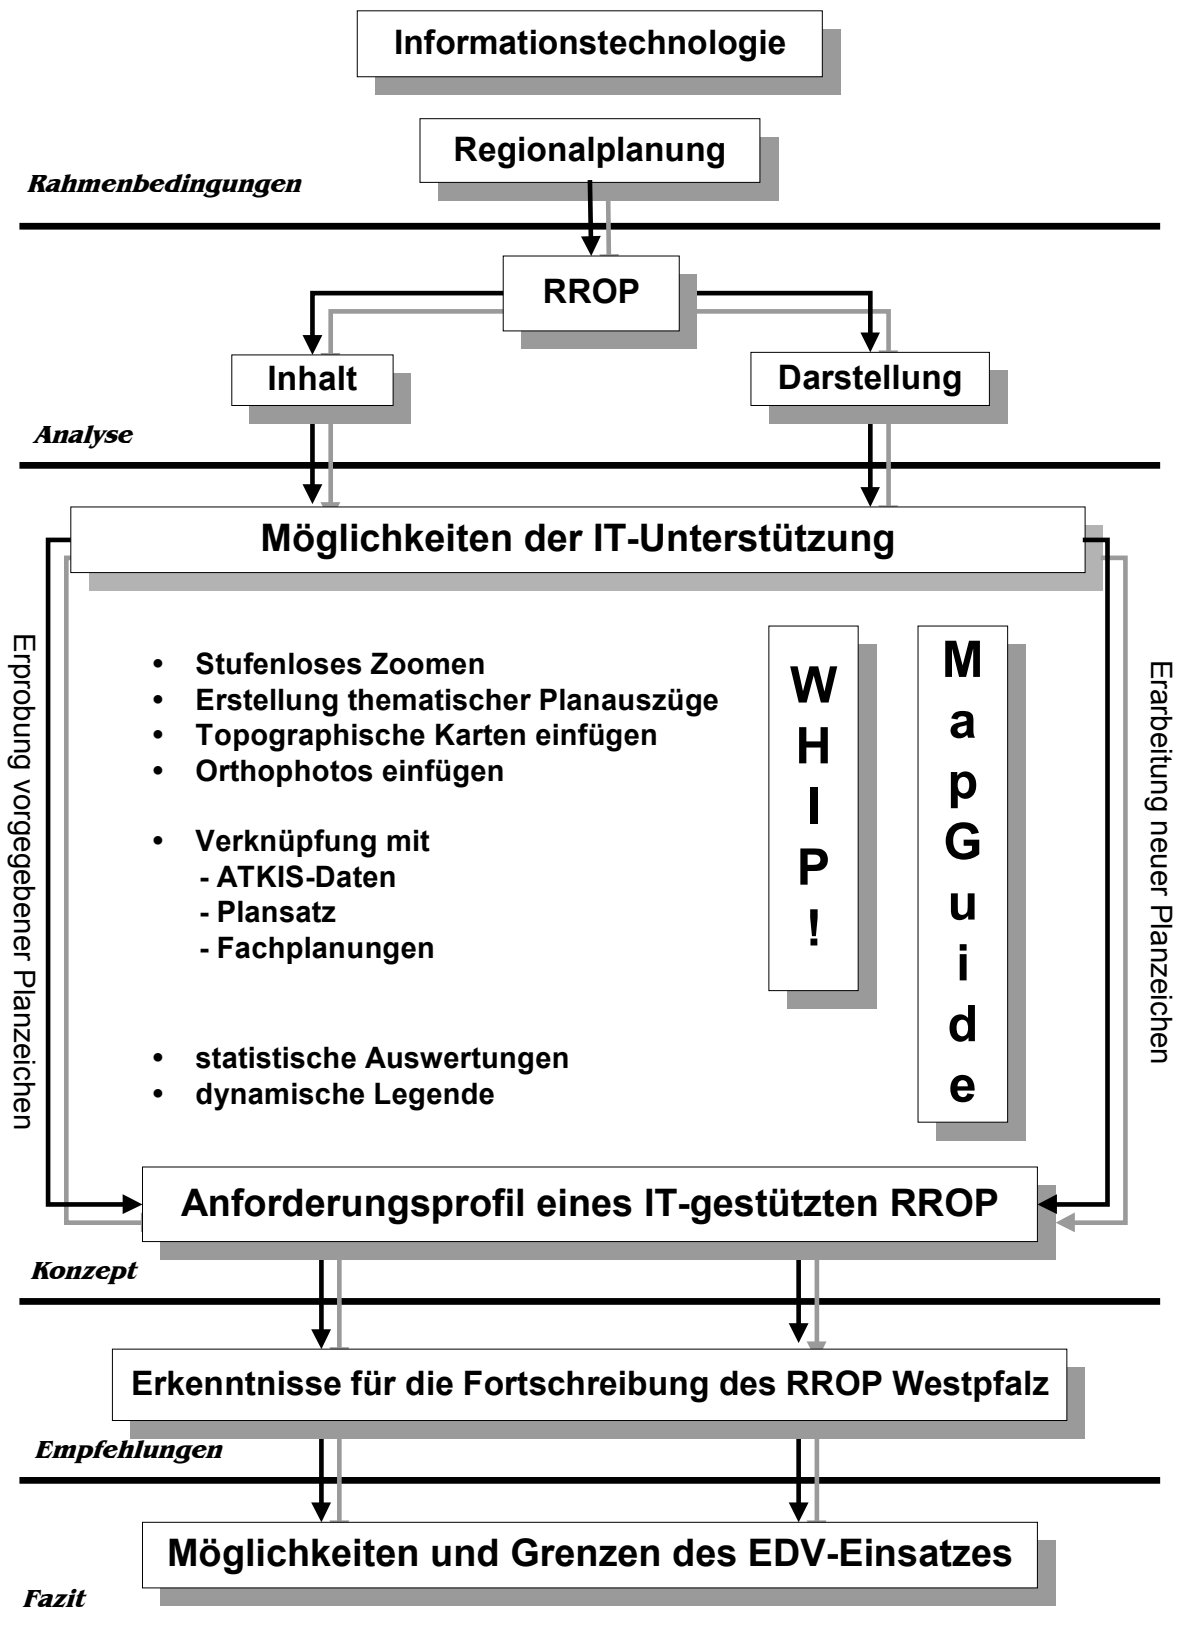 Informationstechnologie
Regionalplanung
Rahmenbedingungen
RROP
Inhalt
Darstellung
Analyse
Möglichkeiten der IT-Unterstützung
Erprobung vorgegebener Planzeichen
• Stufenloses Zoomen
• Erstellung thematischer Planauszüge
• Topographische Karten einfügen
• Orthophotos einfügen
• Verknüpfung mit
- ATKIS-Daten
- Plansatz
- Fachplanungen
• statistische Auswertungen
• dynamische Legende
WHIP!
MapGuide
Erarbeitung neuer Planzeichen
Anforderungsprofil eines IT-gestützten RROP
Konzept
Erkenntnisse für die Fortschreibung des RROP Westpfalz
Empfehlungen
Möglichkeiten und Grenzen des EDV-Einsatzes
Fazit